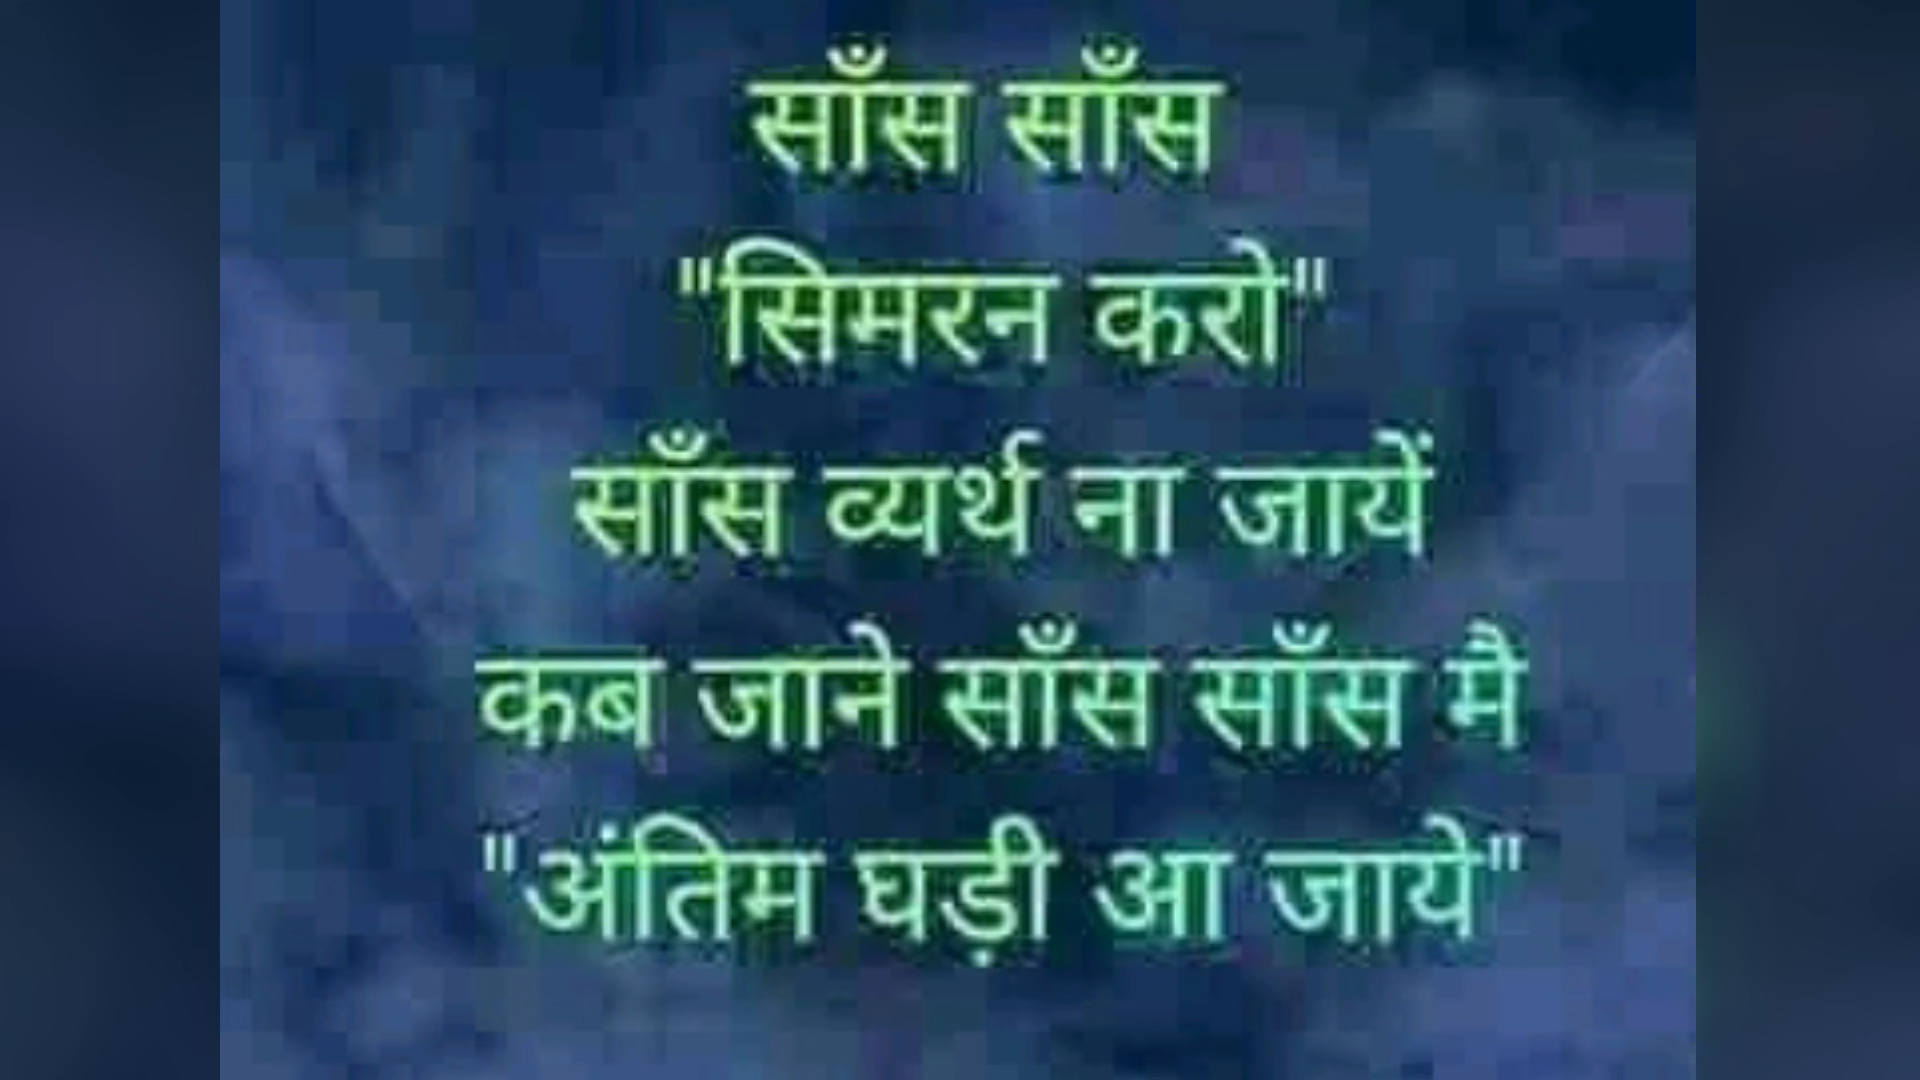 साँस साँस
"सिमरन करो"
साँस व्यर्थ ना जायें
कब जाने साँस साँस मै
"अंतिम घड़ी आ जाये"